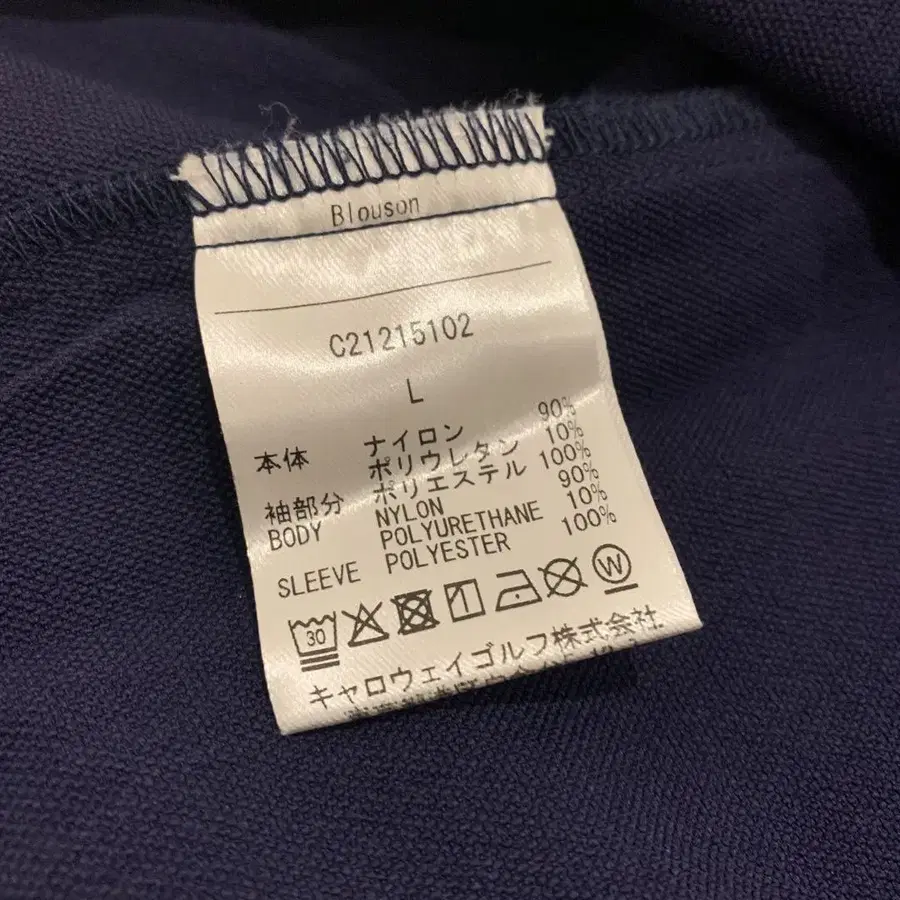 Blouson
C21215102
L
本体 ナイロン 90%
ポリウレタン 10%
袖部分 ポリエステル 100%
BODY NYLON 90%
POLYURETHANE 10%
SLEEVE POLYESTER 100%
30 W
キャロウェイゴルフ株式会社